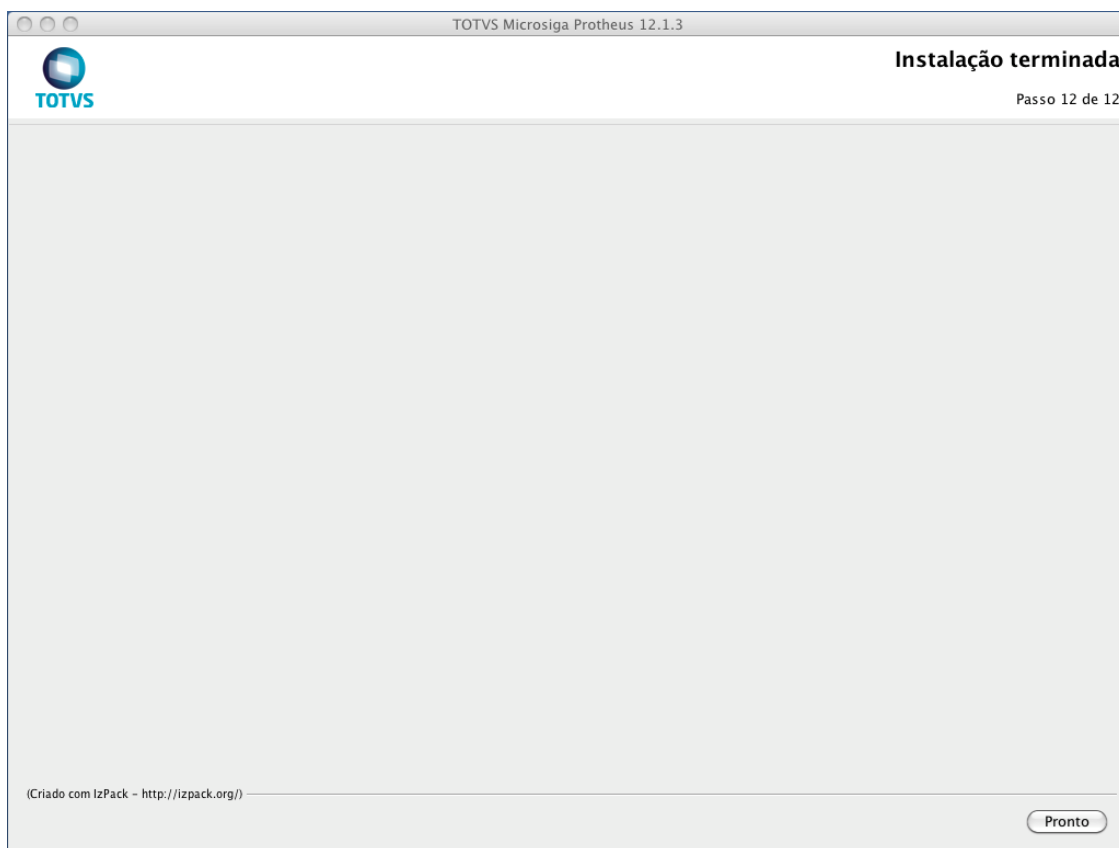 TOTVS Microsiga Protheus 12.1.3
Instalação terminada
TOTVS
Passo 12 de 12
(Criado com IzPack - http://izpack.org/)
Pronto